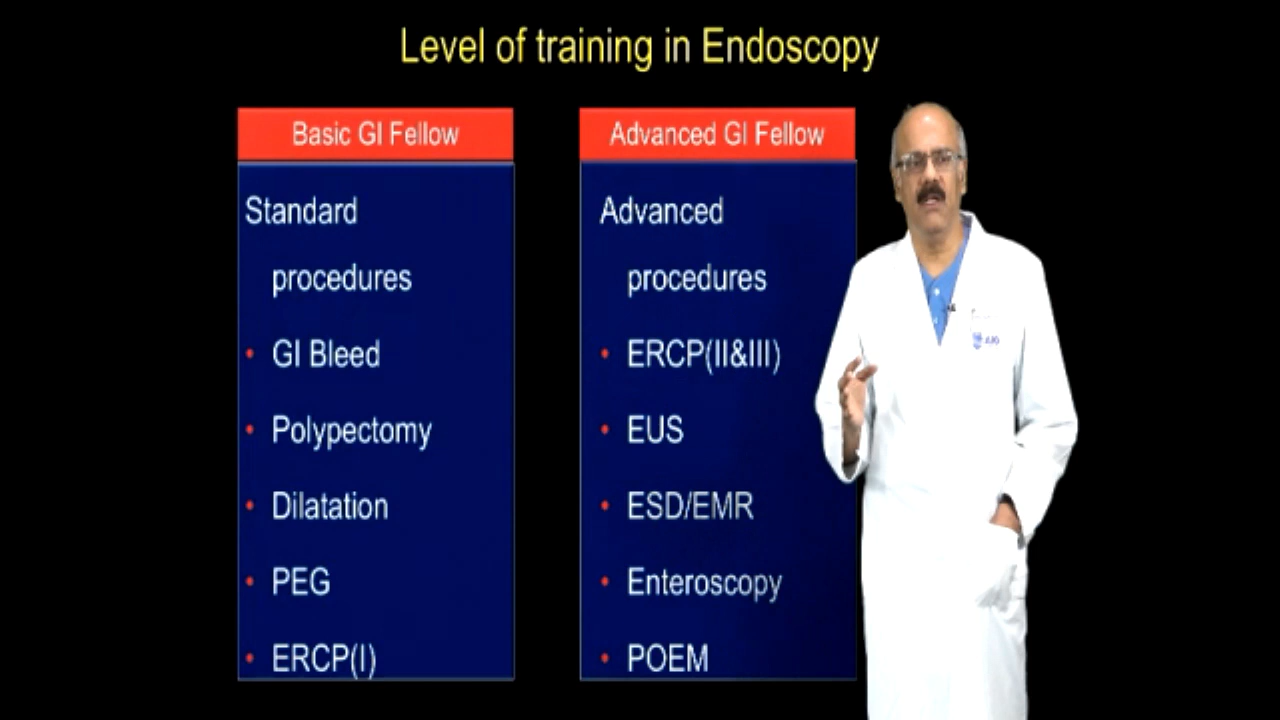 Level of training in Endoscopy
Basic GI Fellow
Standard
procedures
• GI Bleed
• Polypectomy
• Dilatation
• PEG
• ERCP(I)
Advanced GI Fellow
Advanced
procedures
• ERCP(II&III)
• EUS
• ESD/EMR
• Enteroscopy
• POEM